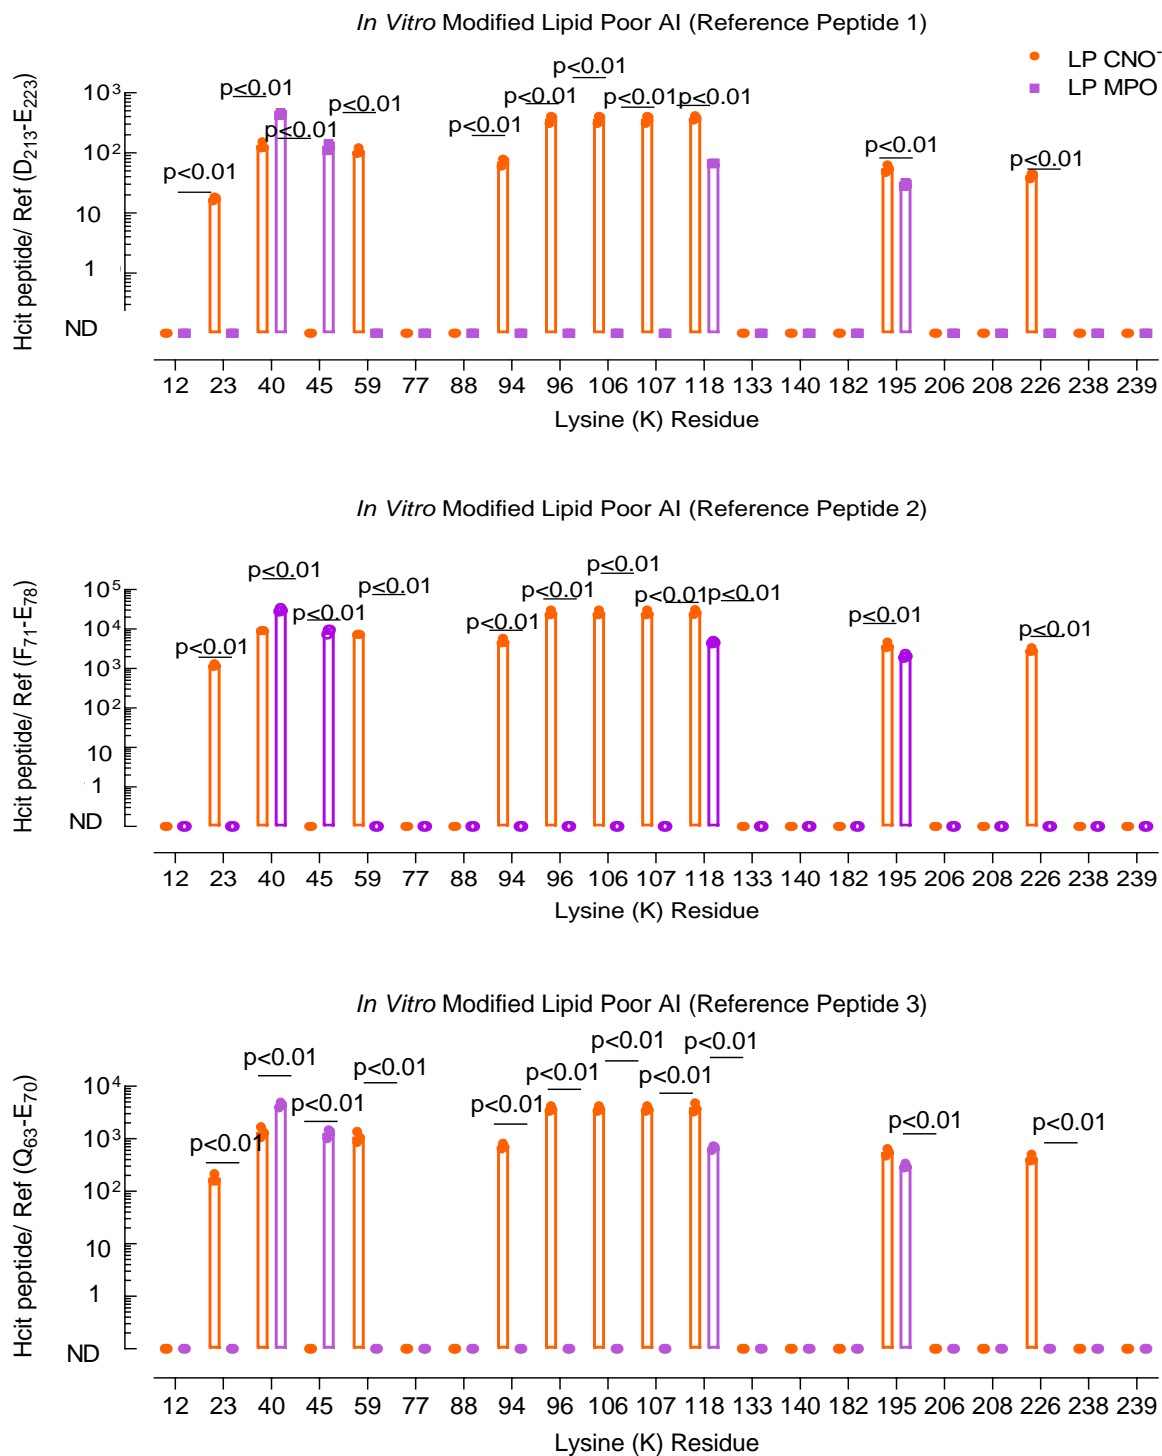 In Vitro Modified Lipid Poor AI (Reference Peptide 1)
LP CNO-
LP MPO
Hcit peptide/ Ref (D213-E223)
p<0.01
p<0.01
p<0.01
p<0.01
p<0.01
p<0.01
p<0.01
p<0.01
p<0.01
p<0.01
p<0.01
10³
10²
10
1
ND
12 23 40 45 59 77 88 94 96 106 107 118 133 140 182 195 206 208 226 238 239
Lysine (K) Residue
In Vitro Modified Lipid Poor AI (Reference Peptide 2)
Hcit peptide/ Ref (F71-E78)
p<0.01
p<0.01
p<0.01
p<0.01
p<0.01
p<0.01
p<0.01
p<0.01
p<0.01
p<0.01
p<0.01
10⁵
10⁴
10³
10²
10
1
ND
12 23 40 45 59 77 88 94 96 106 107 118 133 140 182 195 206 208 226 238 239
Lysine (K) Residue
In Vitro Modified Lipid Poor AI (Reference Peptide 3)
Hcit peptide/ Ref (Q63-E70)
p<0.01
p<0.01
p<0.01
p<0.01
p<0.01
p<0.01
p<0.01
p<0.01
p<0.01
p<0.01
p<0.01
10⁴
10³
10²
10
1
ND
12 23 40 45 59 77 88 94 96 106 107 118 133 140 182 195 206 208 226 238 239
Lysine (K) Residue